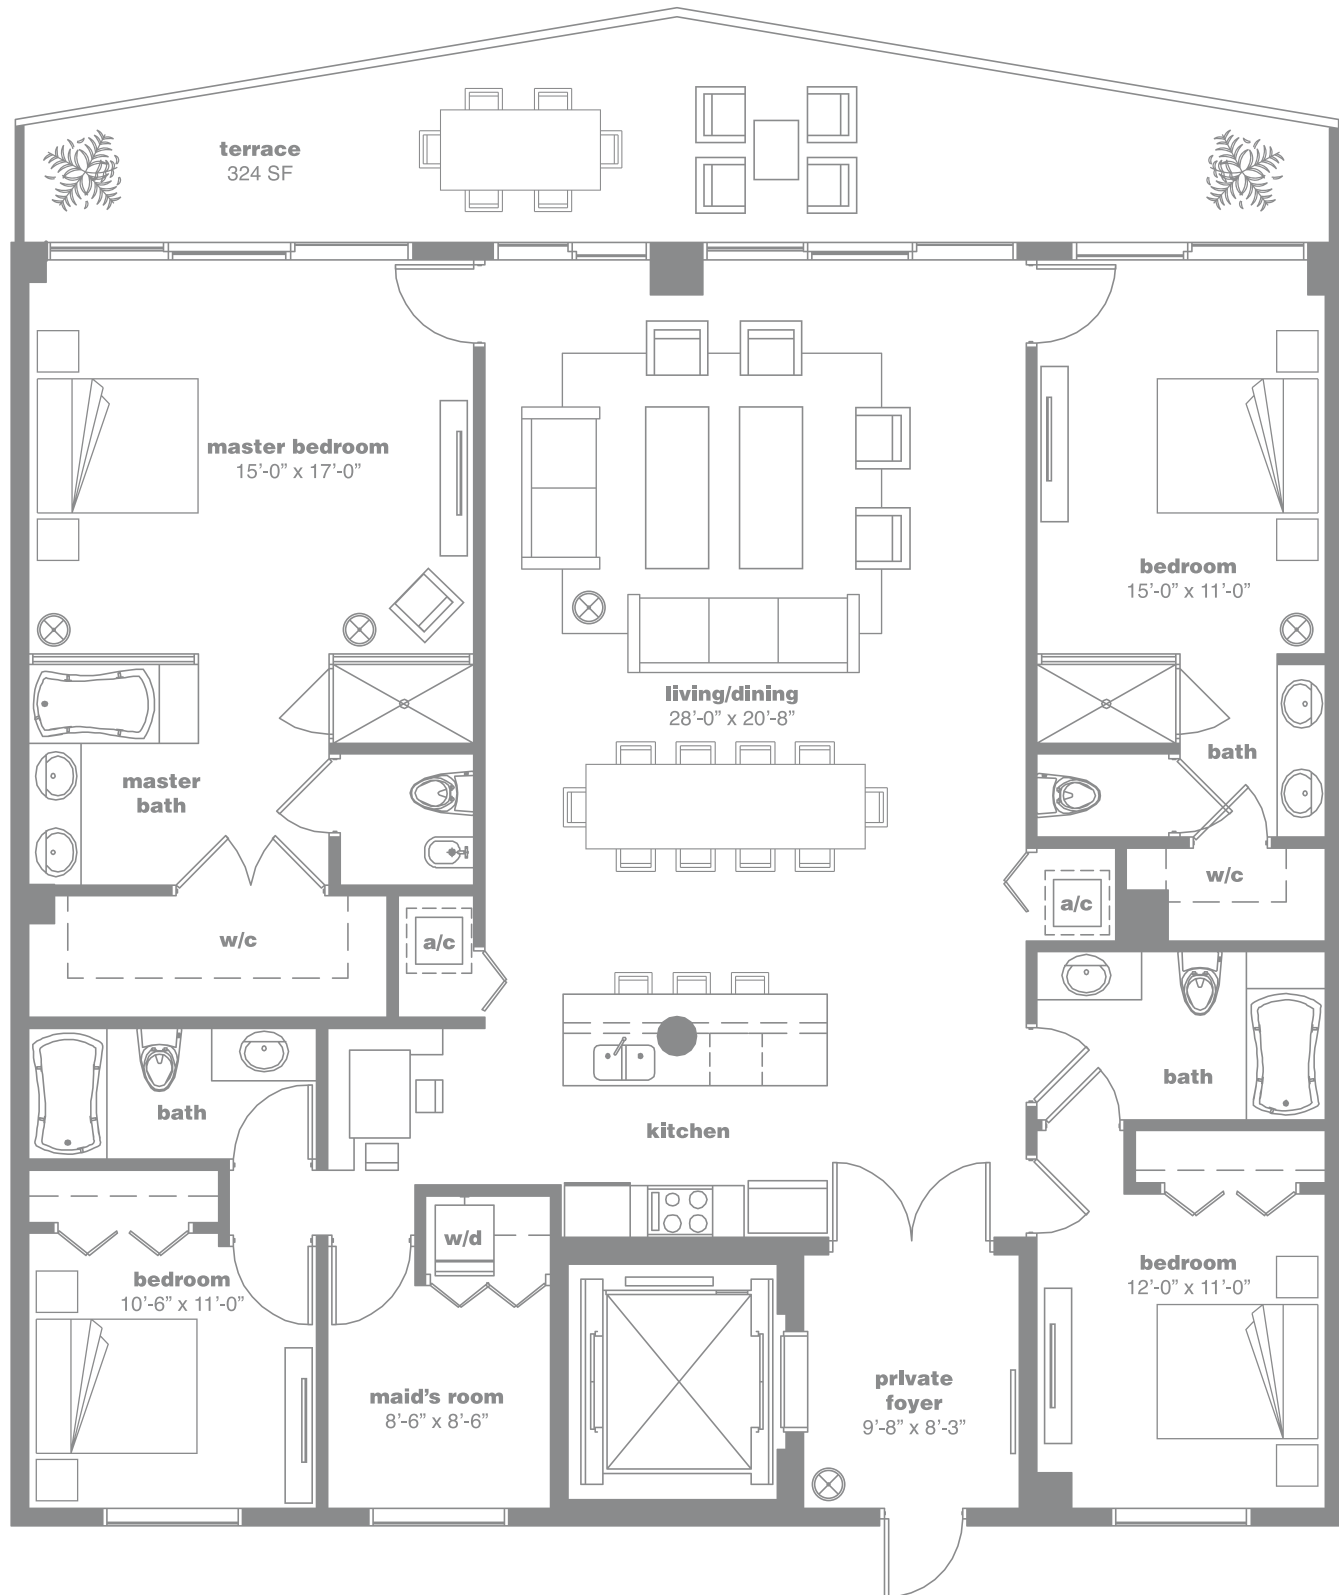 terrace
324 SF
master bedroom
15’-0” x 17’-0”
bedroom
15’-0” x 11’-0”
living/dining
28’-0” x 20’-8”
master
bath
bath
w/c
a/c
w/c
a/c
bath
bath
kitchen
w/d
bedroom
10’-6” x 11’-0”
bedroom
12’-0” x 11’-0”
maid’s room
8’-6” x 8’-6”
private
foyer
9’-8” x 8’-3”